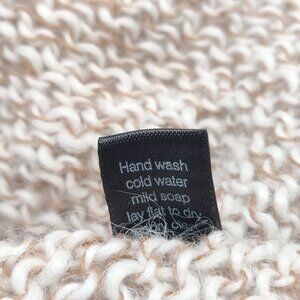 Hand wash
cold water
mild soap
lay flat to dry